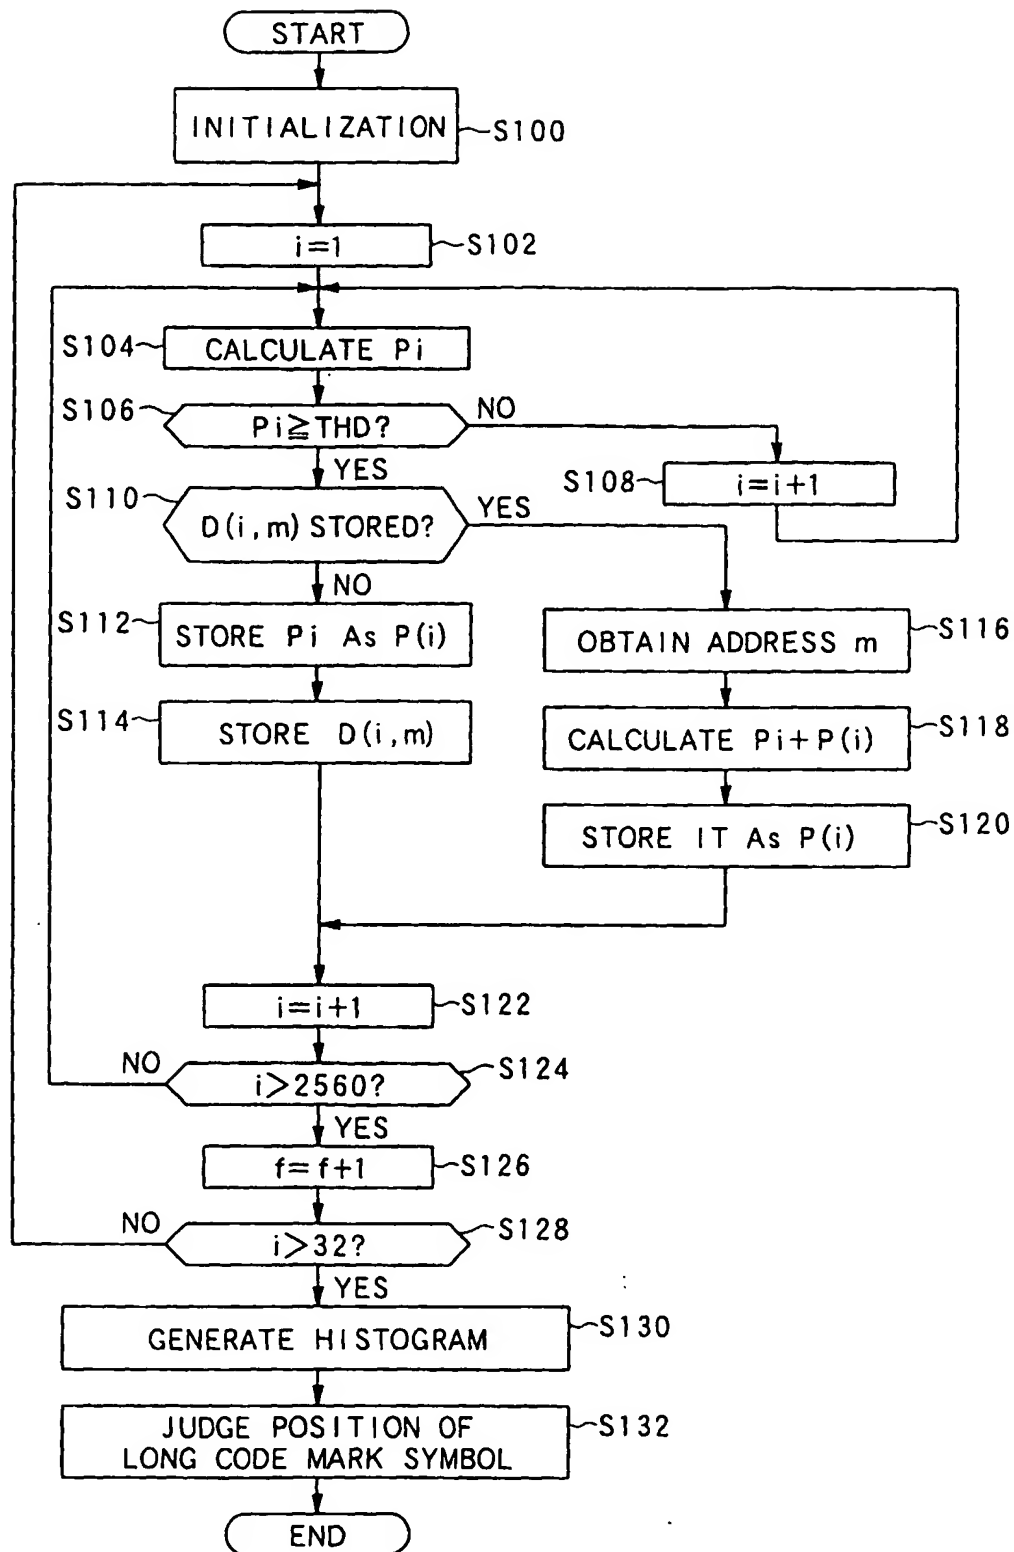 START
INITIALIZATION
S100
i=1
S102
S104
CALCULATE Pi
S106
Pi≧THD?
NO
YES
S108
i=i+1
S110
D(i,m) STORED?
YES
NO
S112
STORE Pi As P(i)
OBTAIN ADDRESS m
S116
S114
STORE D(i,m)
CALCULATE Pi+P(i)
S118
STORE IT As P(i)
S120
i=i+1
S122
NO
i>2560?
S124
YES
f=f+1
S126
NO
i>32?
S128
YES
GENERATE HISTOGRAM
S130
JUDGE POSITION OF
LONG CODE MARK SYMBOL
S132
END